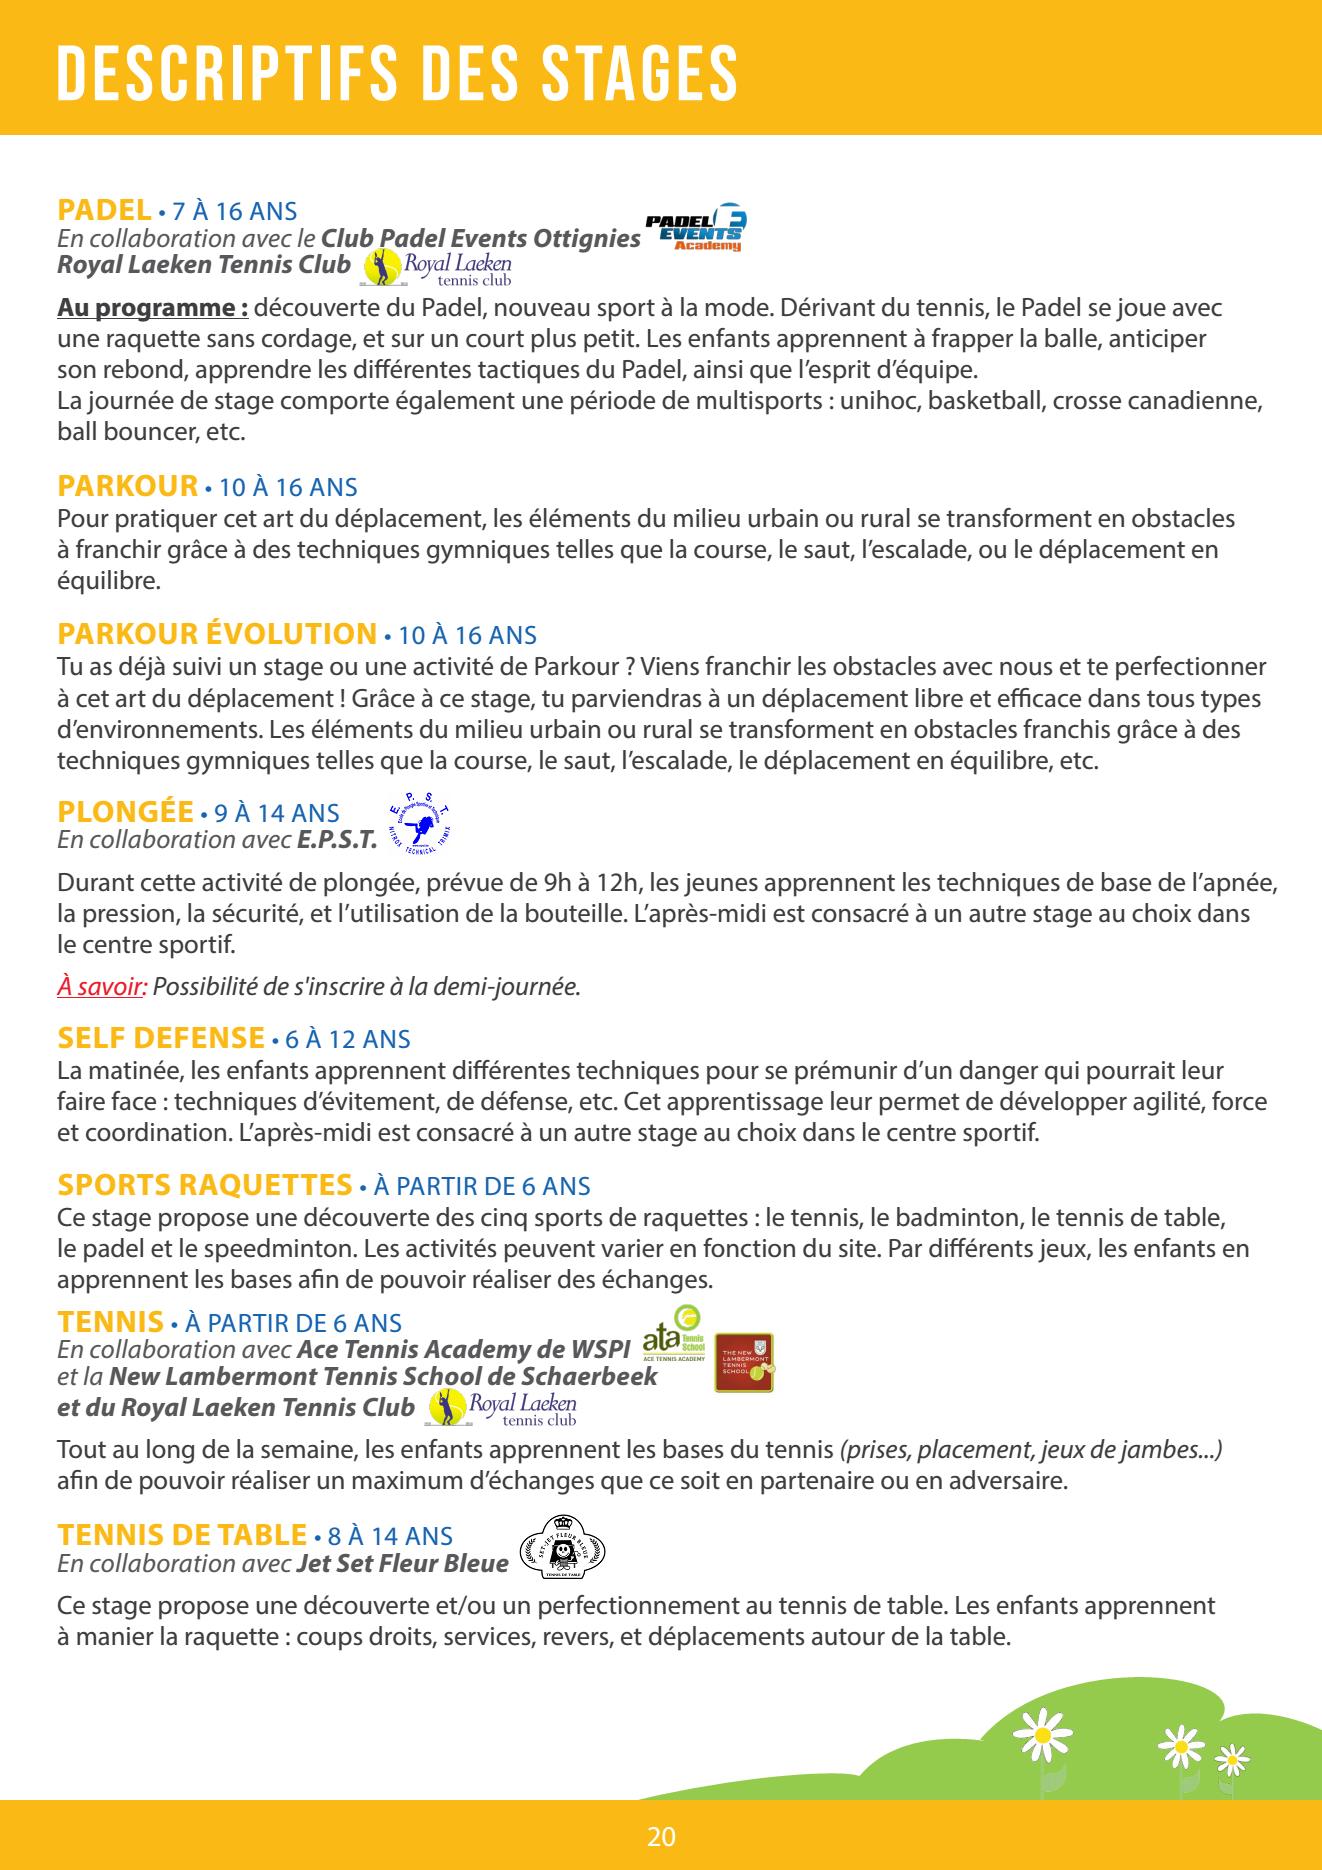 DESCRIPTIFS DES STAGES
PADEL • 7 À 16 ANS
En collaboration avec le Club Padel Events Ottignies
PADEL EVENTS Academy
Royal Laeken Tennis Club
Royal Laeken tennis club
Au programme : découverte du Padel, nouveau sport à la mode. Dérivant du tennis, le Padel se joue avec
une raquette sans cordage, et sur un court plus petit. Les enfants apprennent à frapper la balle, anticiper
son rebond, apprendre les différentes tactiques du Padel, ainsi que l’esprit d’équipe.
La journée de stage comporte également une période de multisports : unihoc, basketball, crosse canadienne,
ball bouncer, etc.
PARKOUR • 10 À 16 ANS
Pour pratiquer cet art du déplacement, les éléments du milieu urbain ou rural se transforment en obstacles
à franchir grâce à des techniques gymniques telles que la course, le saut, l’escalade, ou le déplacement en
équilibre.
PARKOUR ÉVOLUTION • 10 À 16 ANS
Tu as déjà suivi un stage ou une activité de Parkour ? Viens franchir les obstacles avec nous et te perfectionner
à cet art du déplacement ! Grâce à ce stage, tu parviendras à un déplacement libre et efficace dans tous types
d’environnements. Les éléments du milieu urbain ou rural se transforment en obstacles franchis grâce à des
techniques gymniques telles que la course, le saut, l’escalade, le déplacement en équilibre, etc.
PLONGÉE • 9 À 14 ANS
En collaboration avec E.P.S.T.
E. P. S. T.
NITROX TECHNICAL TRIMIX
Durant cette activité de plongée, prévue de 9h à 12h, les jeunes apprennent les techniques de base de l’apnée,
la pression, la sécurité, et l’utilisation de la bouteille. L’après-midi est consacré à un autre stage au choix dans
le centre sportif.
À savoir: Possibilité de s'inscrire à la demi-journée.
SELF DEFENSE • 6 À 12 ANS
La matinée, les enfants apprennent différentes techniques pour se prémunir d’un danger qui pourrait leur
faire face : techniques d’évitement, de défense, etc. Cet apprentissage leur permet de développer agilité, force
et coordination. L’après-midi est consacré à un autre stage au choix dans le centre sportif.
SPORTS RAQUETTES • À PARTIR DE 6 ANS
Ce stage propose une découverte des cinq sports de raquettes : le tennis, le badminton, le tennis de table,
le padel et le speedminton. Les activités peuvent varier en fonction du site. Par différents jeux, les enfants en
apprennent les bases afin de pouvoir réaliser des échanges.
TENNIS • À PARTIR DE 6 ANS
En collaboration avec Ace Tennis Academy de WSPI
ata Tennis School
ACE TENNIS ACADEMY
THE NEW
LAMBERMONT
TENNIS
SCHOOL
et la New Lambermont Tennis School de Schaerbeek
et du Royal Laeken Tennis Club
Royal Laeken tennis club
Tout au long de la semaine, les enfants apprennent les bases du tennis (prises, placement, jeux de jambes...)
afin de pouvoir réaliser un maximum d’échanges que ce soit en partenaire ou en adversaire.
TENNIS DE TABLE • 8 À 14 ANS
En collaboration avec Jet Set Fleur Bleue
SET-JET FLEUR BLEUE
TENNIS DE TABLE
Ce stage propose une découverte et/ou un perfectionnement au tennis de table. Les enfants apprennent
à manier la raquette : coups droits, services, revers, et déplacements autour de la table.
20